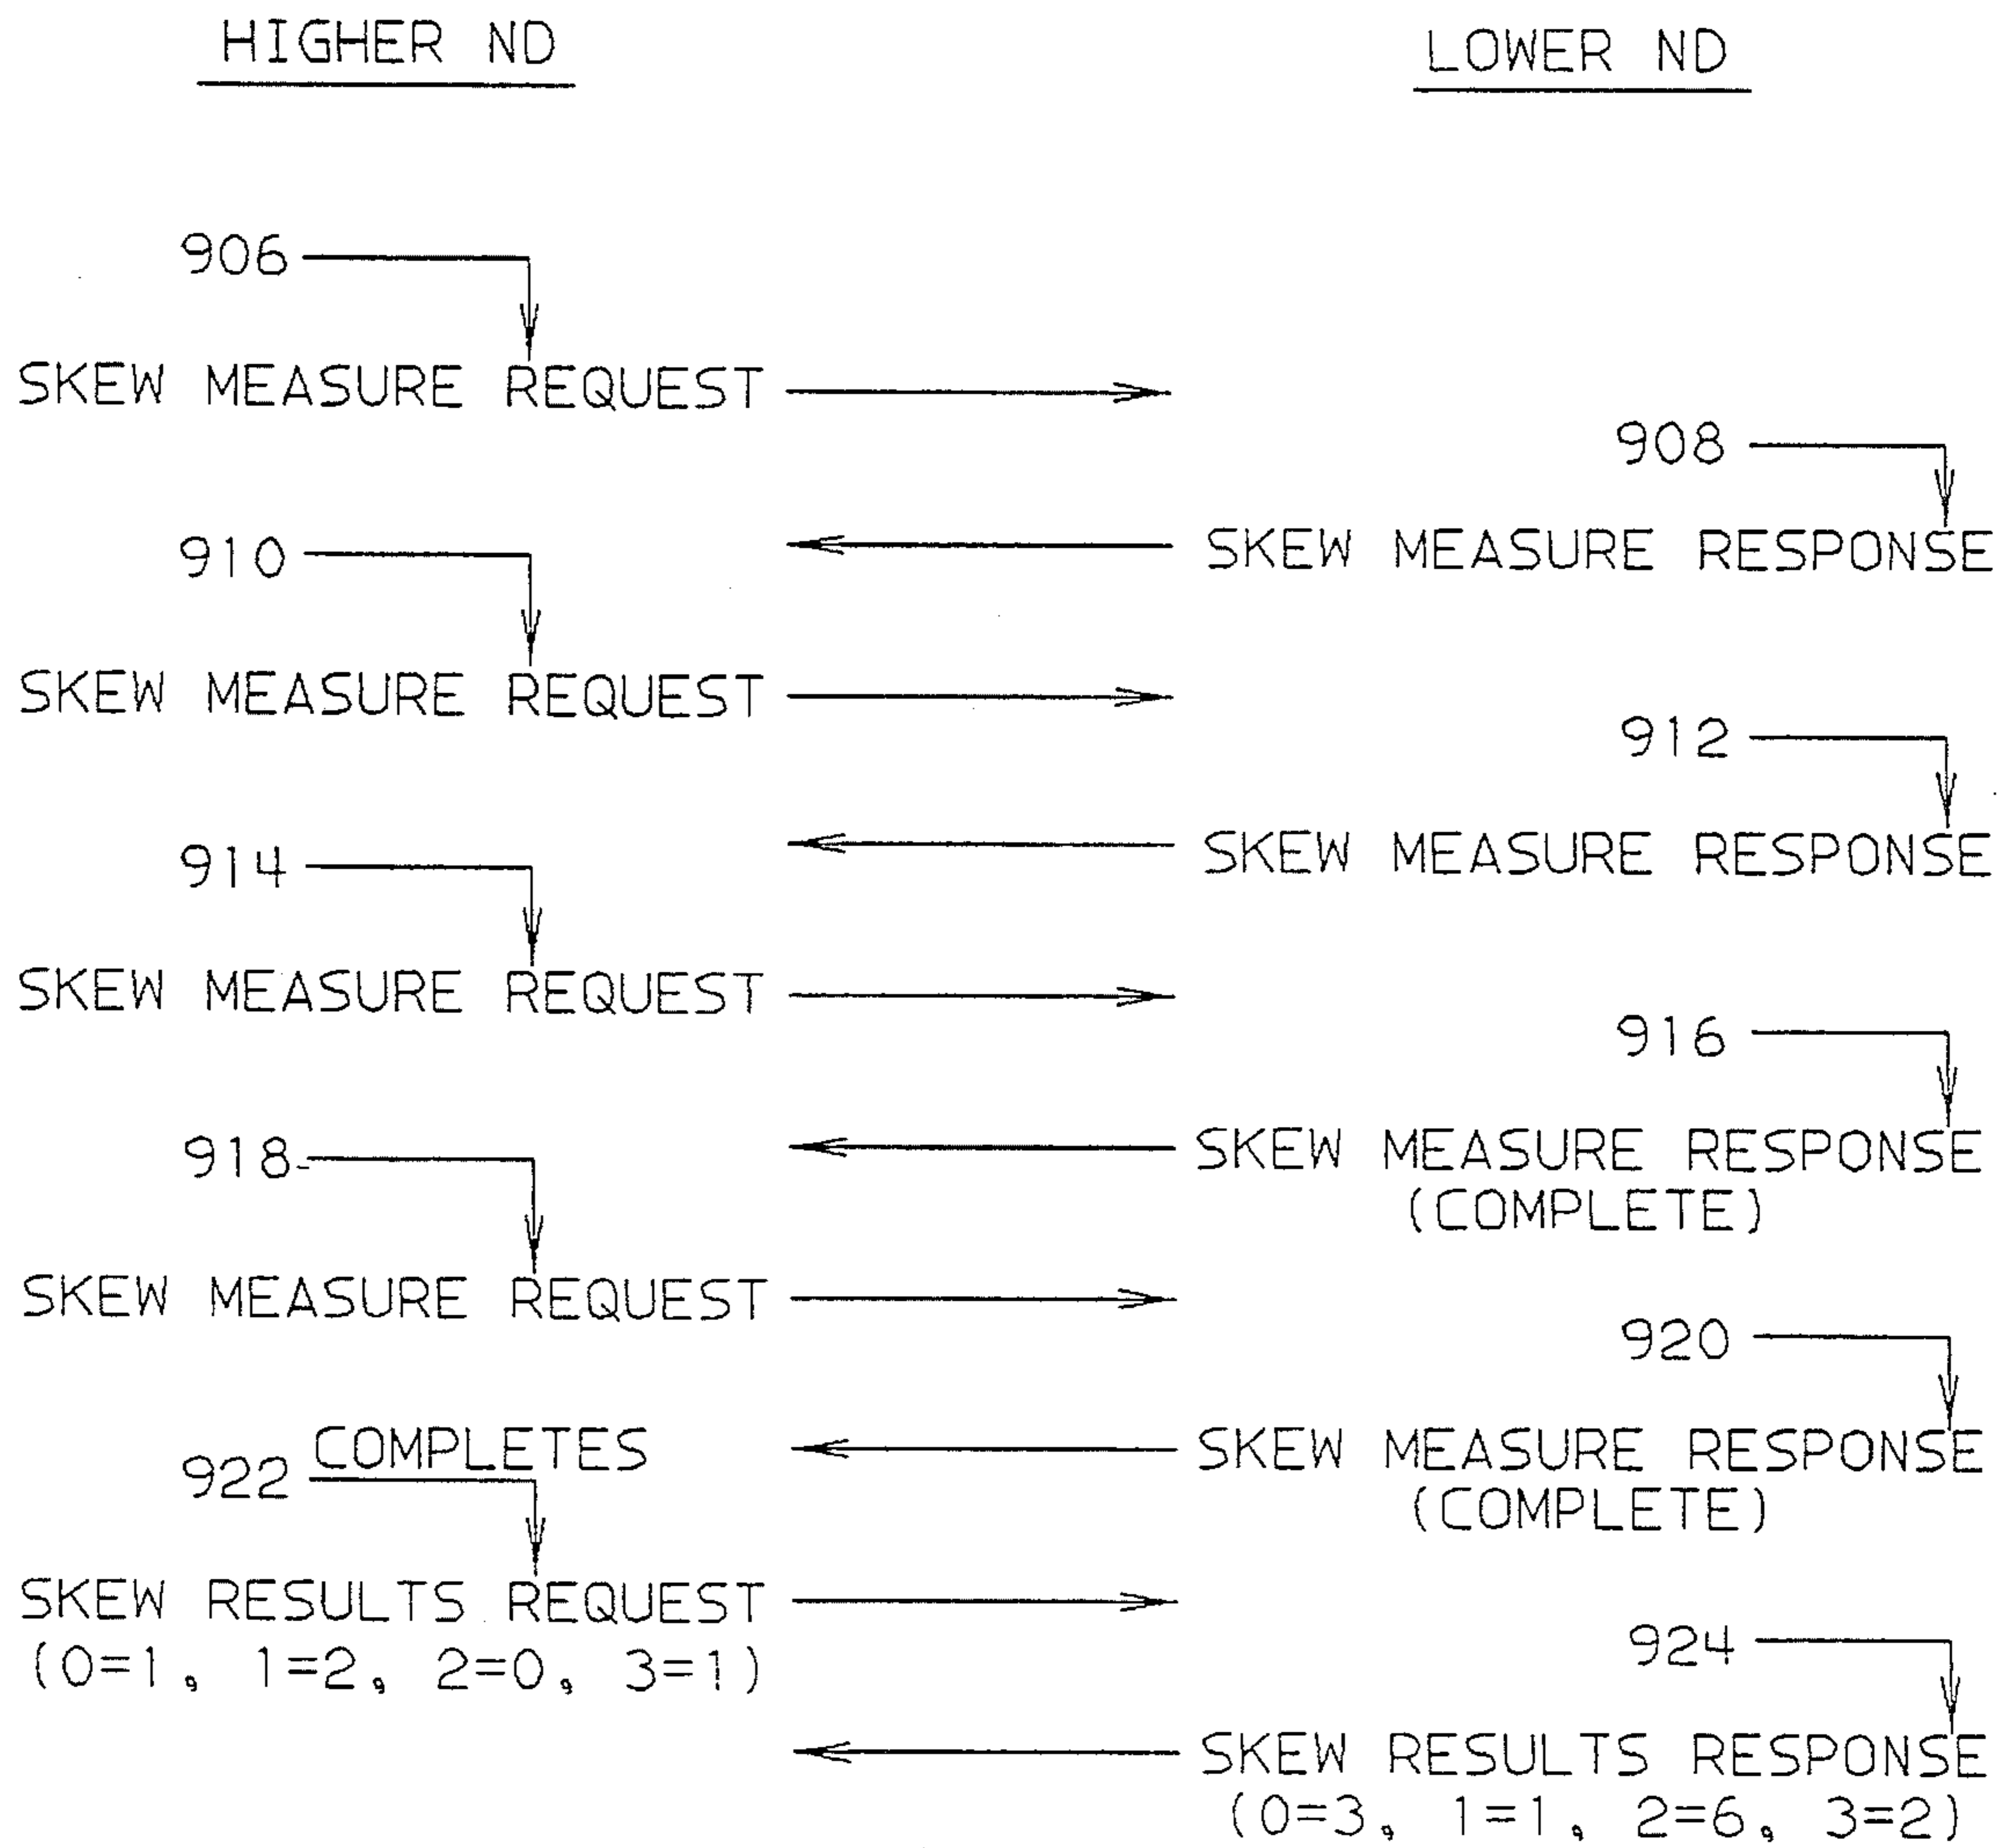 HIGHER ND
LOWER ND
906
SKEW MEASURE REQUEST
908
SKEW MEASURE RESPONSE
910
SKEW MEASURE REQUEST
912
SKEW MEASURE RESPONSE
914
SKEW MEASURE REQUEST
916
SKEW MEASURE RESPONSE
(COMPLETE)
918
SKEW MEASURE REQUEST
920
SKEW MEASURE RESPONSE
(COMPLETE)
COMPLETES
922
SKEW RESULTS REQUEST
(0=1, 1=2, 2=0, 3=1)
924
SKEW RESULTS RESPONSE
(0=3, 1=1, 2=6, 3=2)